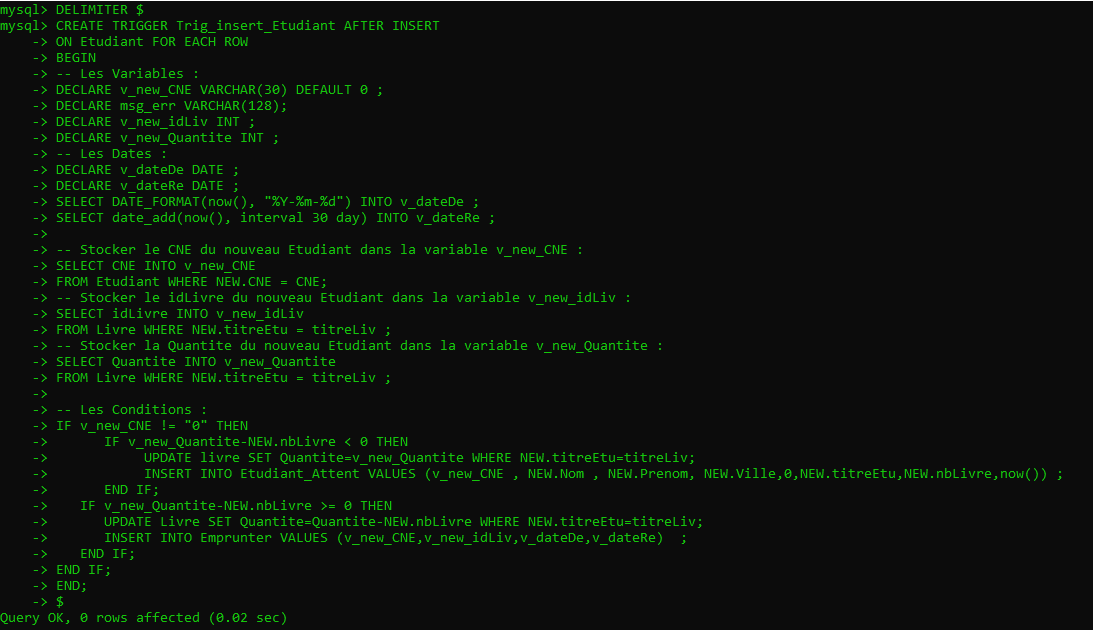 mysql> DELIMITER $
mysql> CREATE TRIGGER Trig_insert_Etudiant AFTER INSERT
    -> ON Etudiant FOR EACH ROW
    -> BEGIN
    -> -- Les Variables :
    -> DECLARE v_new_CNE VARCHAR(30) DEFAULT 0 ;
    -> DECLARE msg_err VARCHAR(128);
    -> DECLARE v_new_idLiv INT ;
    -> DECLARE v_new_Quantite INT ;
    -> -- Les Dates :
    -> DECLARE v_dateDe DATE ;
    -> DECLARE v_dateRe DATE ;
    -> SELECT DATE_FORMAT(now(), "%Y-%m-%d") INTO v_dateDe ;
    -> SELECT date_add(now(), interval 30 day) INTO v_dateRe ;
    ->
    -> -- Stocker le CNE du nouveau Etudiant dans la variable v_new_CNE :
    -> SELECT CNE INTO v_new_CNE
    -> FROM Etudiant WHERE NEW.CNE = CNE;
    -> -- Stocker le idLivre du nouveau Etudiant dans la variable v_new_idLiv :
    -> SELECT idLivre INTO v_new_idLiv
    -> FROM Livre WHERE NEW.titreEtu = titreLiv ;
    -> -- Stocker la Quantite du nouveau Etudiant dans la variable v_new_Quantite :
    -> SELECT Quantite INTO v_new_Quantite
    -> FROM Livre WHERE NEW.titreEtu = titreLiv ;
    ->
    -> -- Les Conditions :
    -> IF v_new_CNE != "0" THEN
    ->       IF v_new_Quantite-NEW.nbLivre < 0 THEN
    ->            UPDATE livre SET Quantite=v_new_Quantite WHERE NEW.titreEtu=titreLiv;
    ->            INSERT INTO Etudiant_Attent VALUES (v_new_CNE , NEW.Nom , NEW.Prenom, NEW.Ville,0,NEW.titreEtu,NEW.nbLivre,now()) ;
    ->       END IF;
    ->    IF v_new_Quantite-NEW.nbLivre >= 0 THEN
    ->       UPDATE Livre SET Quantite=Quantite-NEW.nbLivre WHERE NEW.titreEtu=titreLiv;
    ->       INSERT INTO Emprunter VALUES (v_new_CNE,v_new_idLiv,v_dateDe,v_dateRe)  ;
    ->    END IF;
    -> END IF;
    -> END;
    -> $
Query OK, 0 rows affected (0.02 sec)